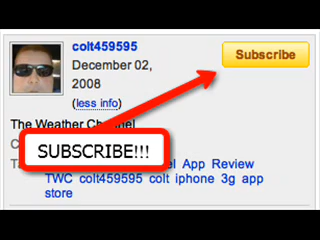 colt459595
Subscribe
December 02,
2008
(less info)
The Weather Channel
SUBSCRIBE!!!
App Review
TWC colt459595 colt iphone 3g app
store